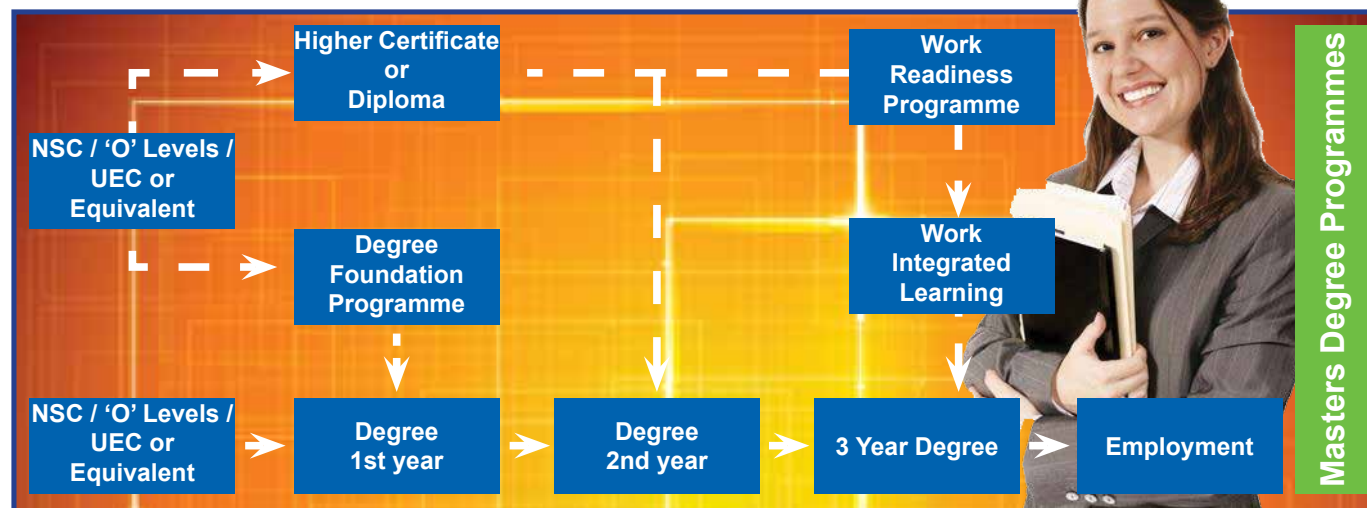 Higher Certificate
or
Diploma
Work
Readiness
Programme
NSC / ‘O’ Levels /
UEC or
Equivalent
Degree
Foundation
Programme
Work
Integrated
Learning
NSC / ‘O’ Levels /
UEC or
Equivalent
Degree
1st year
Degree
2nd year
3 Year Degree
Employment
Masters Degree Programmes